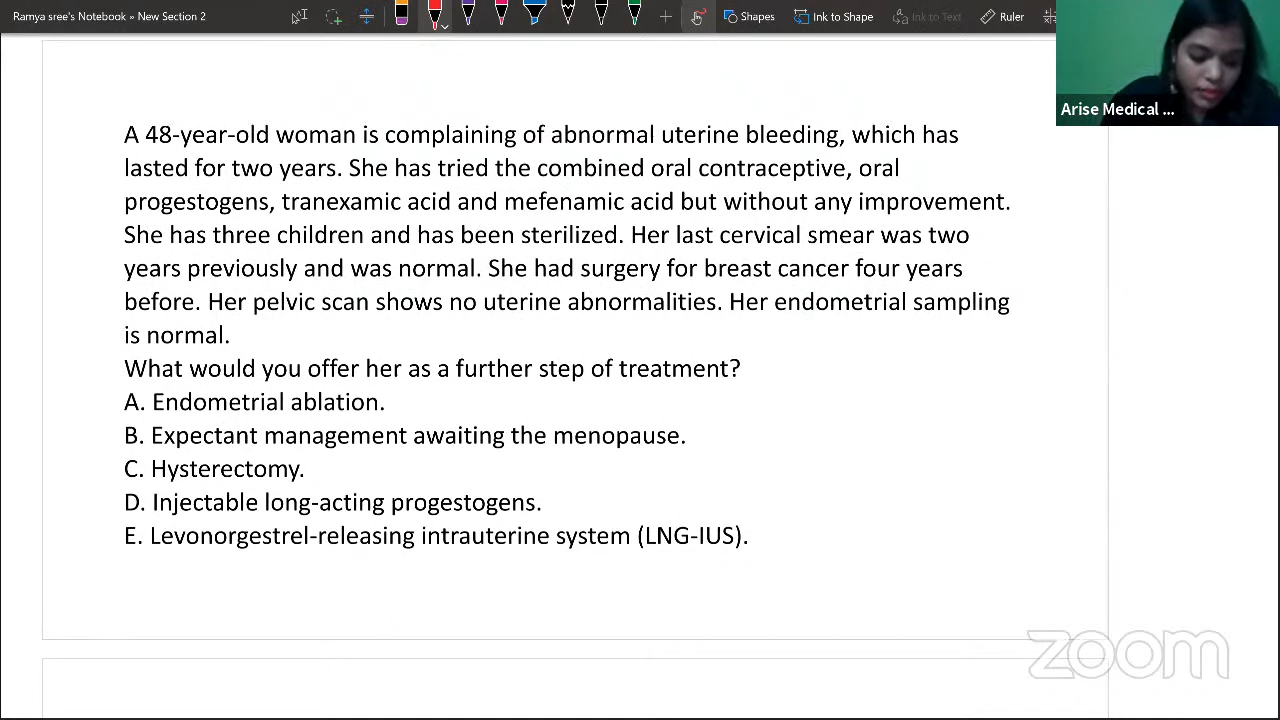 Ramya sree's Notebook » New Section 2
Shapes
Ink to Shape
Ink to Text
Ruler
Arise Medical ...
A 48-year-old woman is complaining of abnormal uterine bleeding, which has
lasted for two years. She has tried the combined oral contraceptive, oral
progestogens, tranexamic acid and mefenamic acid but without any improvement.
She has three children and has been sterilized. Her last cervical smear was two
years previously and was normal. She had surgery for breast cancer four years
before. Her pelvic scan shows no uterine abnormalities. Her endometrial sampling
is normal.
What would you offer her as a further step of treatment?
A. Endometrial ablation.
B. Expectant management awaiting the menopause.
C. Hysterectomy.
D. Injectable long-acting progestogens.
E. Levonorgestrel-releasing intrauterine system (LNG-IUS).
zoom